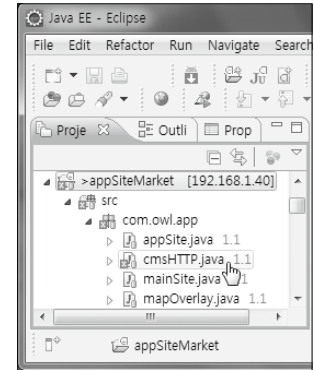 Java EE - Eclipse
File Edit Refactor Run Navigate Search
Proje Outli Prop
>appSiteMarket [192.168.1.40]
src
com.owl.app
appSite.java 1.1
cmsHTTP.java 1.1
mainSite.java 1
mapOverlay.java 1.1
appSiteMarket